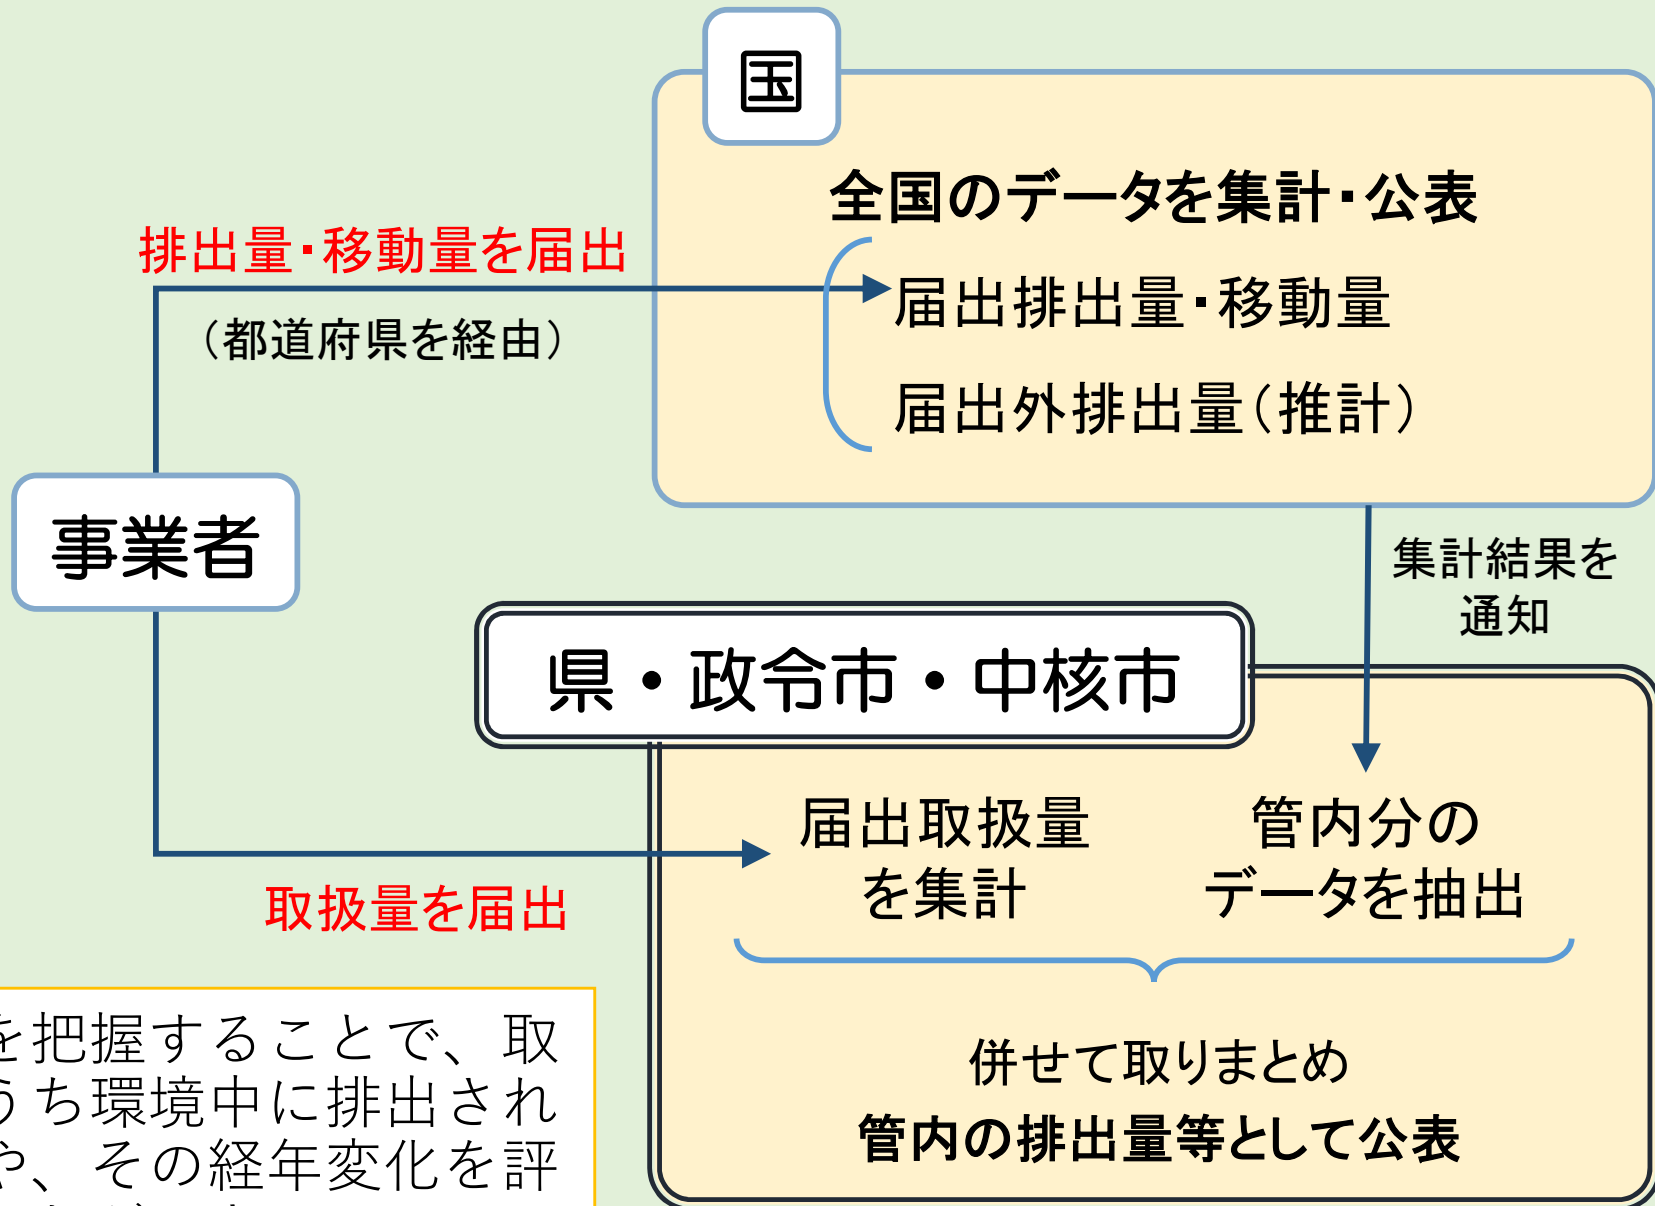 国
全国のデータを集計・公表
排出量・移動量を届出
(都道府県を経由)
届出排出量・移動量
届出外排出量(推計)
事業者
集計結果を
通知
県・政令市・中核市
届出取扱量
を集計
管内分の
データを抽出
取扱量を届出
併せて取りまとめ
管内の排出量等として公表
を把握することで、取
うち環境中に排出され
や、その経年変化を評